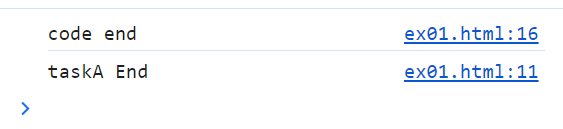 code end ex01.html:16
taskA End ex01.html:11
>